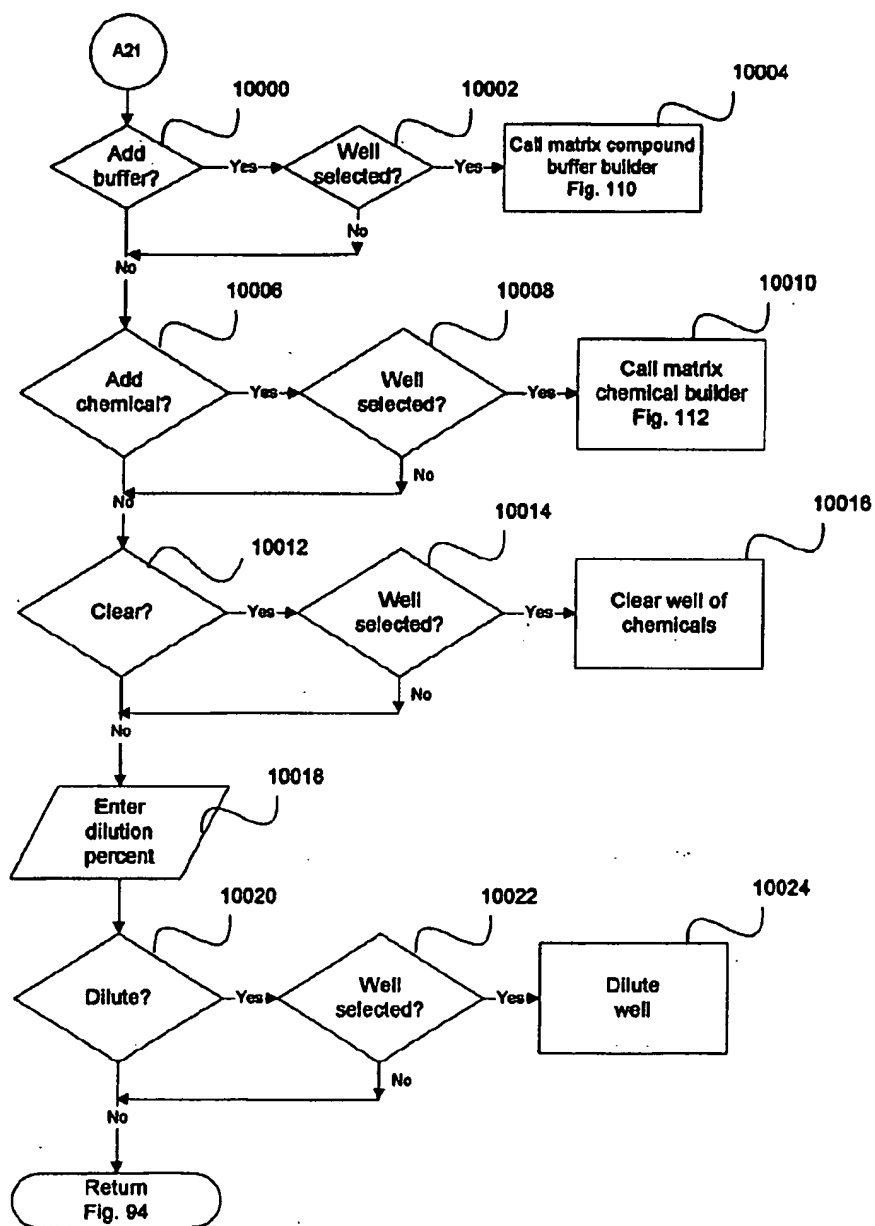 A21
10000
10002
10004
Add
buffer?
Yes
Well
selected?
Yes
Call matrix compound
buffer builder
Fig. 110
No
No
10006
10008
10010
Add
chemical?
Yes
Well
selected?
Yes
Call matrix
chemical builder
Fig. 112
No
No
10012
10014
10016
Clear?
Yes
Well
selected?
Yes
Clear well of
chemicals
No
No
10018
Enter
dilution
percent
10020
10022
10024
Dilute?
Yes
Well
selected?
Yes
Dilute
well
No
No
Return
Fig. 94